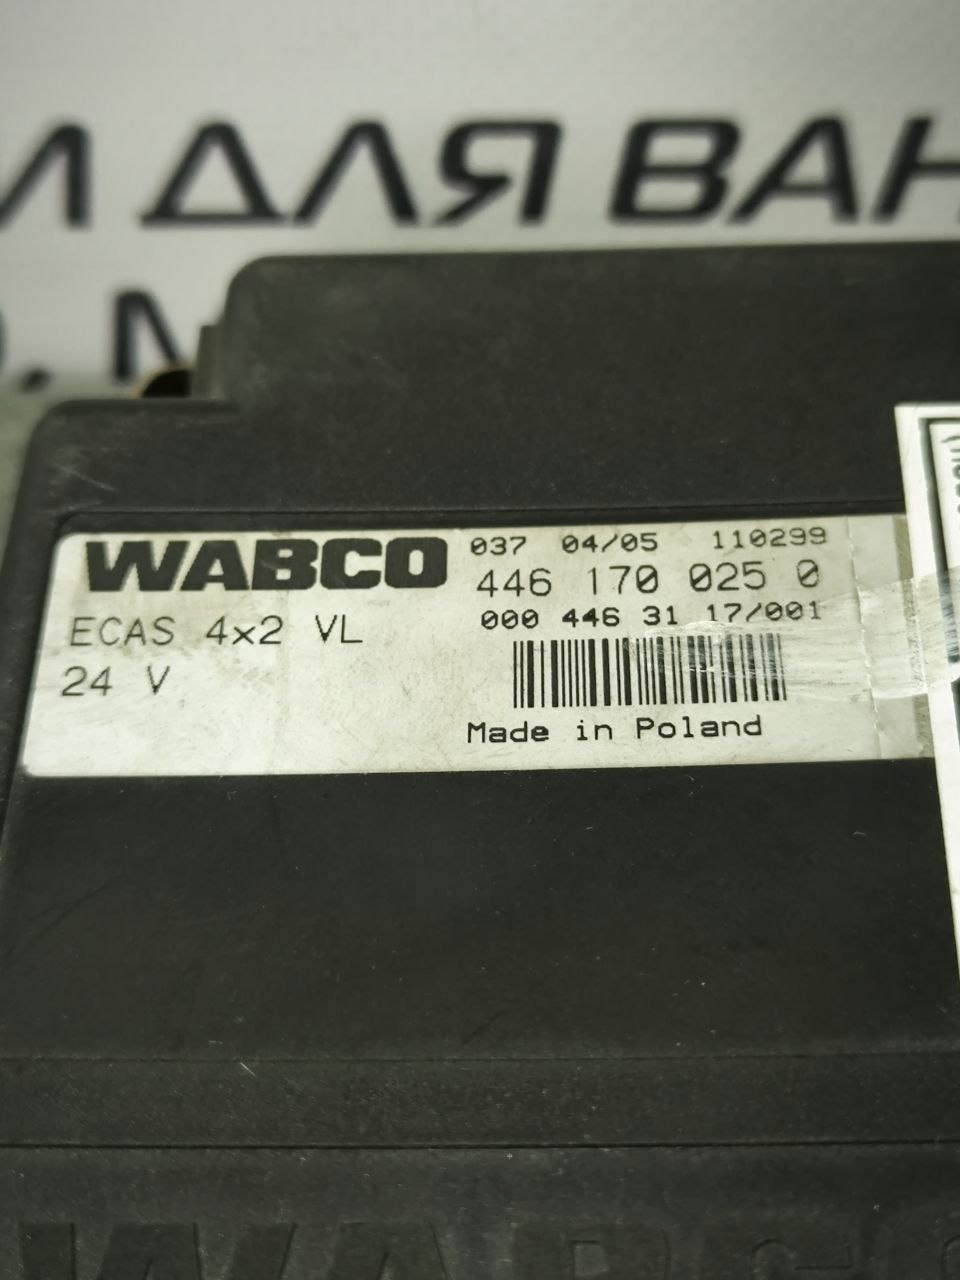 И ДЛЯ ВАН
, М
WABCO
037 04/05 110299
446 170 025 0
ECAS 4x2 VL
000 446 31 17/001
24 V
Made in Poland
WABCO